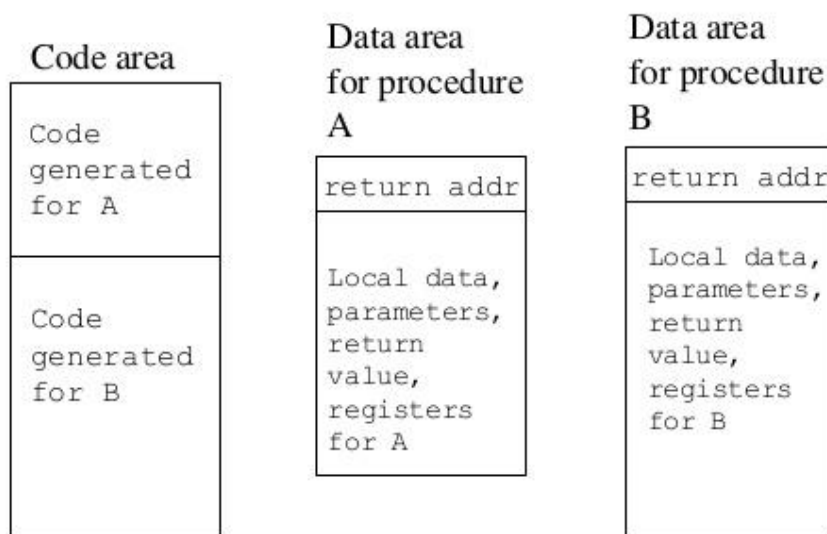 Code area
Code
generated
for A
Code
generated
for B
Data area
for procedure
A
return addr
Local data,
parameters,
return
value,
registers
for A
Data area
for procedure
B
return addr
Local data,
parameters,
return
value,
registers
for B